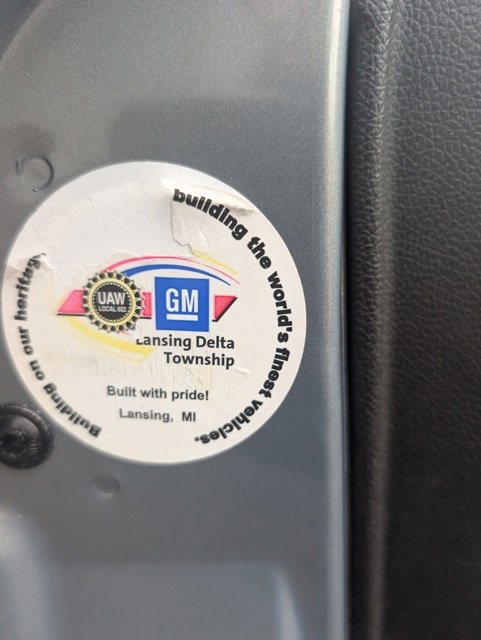 Building on our heritage
building the world's finest vehicles.
UAW
LOCAL 602
GM
Lansing Delta
Township
Built with pride!
Lansing, MI